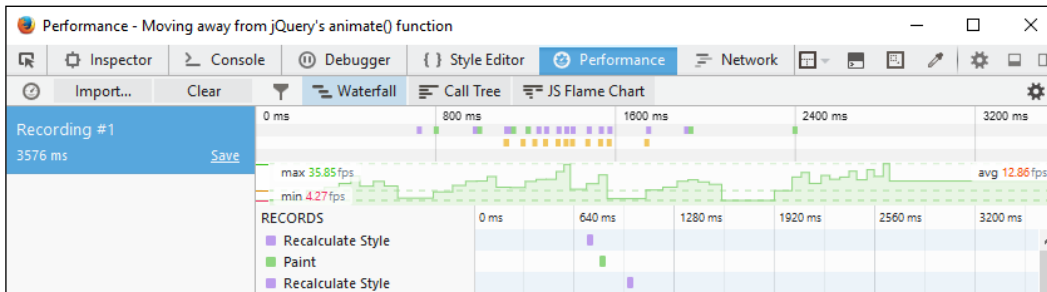 Performance - Moving away from jQuery's animate() function
Inspector Console Debugger { } Style Editor Performance Network
Import... Clear Waterfall Call Tree JS Flame Chart
Recording #1
3576 ms Save
0 ms 800 ms 1600 ms 2400 ms 3200 ms
max 35.85 fps avg 12.86 fps
min 4.27 fps
RECORDS 0 ms 640 ms 1280 ms 1920 ms 2560 ms 3200 ms
Recalculate Style
Paint
Recalculate Style